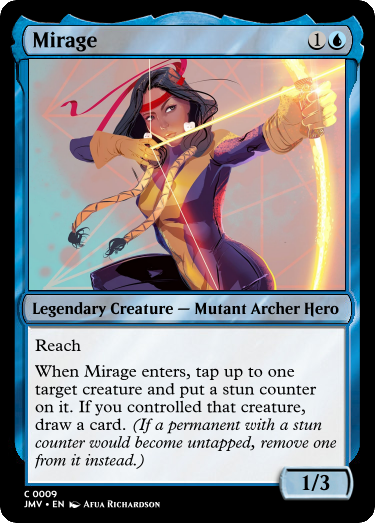 Mirage 1
Legendary Creature — Mutant Archer Hero
Reach
When Mirage enters, tap up to one
target creature and put a stun counter
on it. If you controlled that creature,
draw a card. (If a permanent with a stun
counter would become untapped, remove one
from it instead.)
1/3
C 0009
JMV • EN Afua Richardson